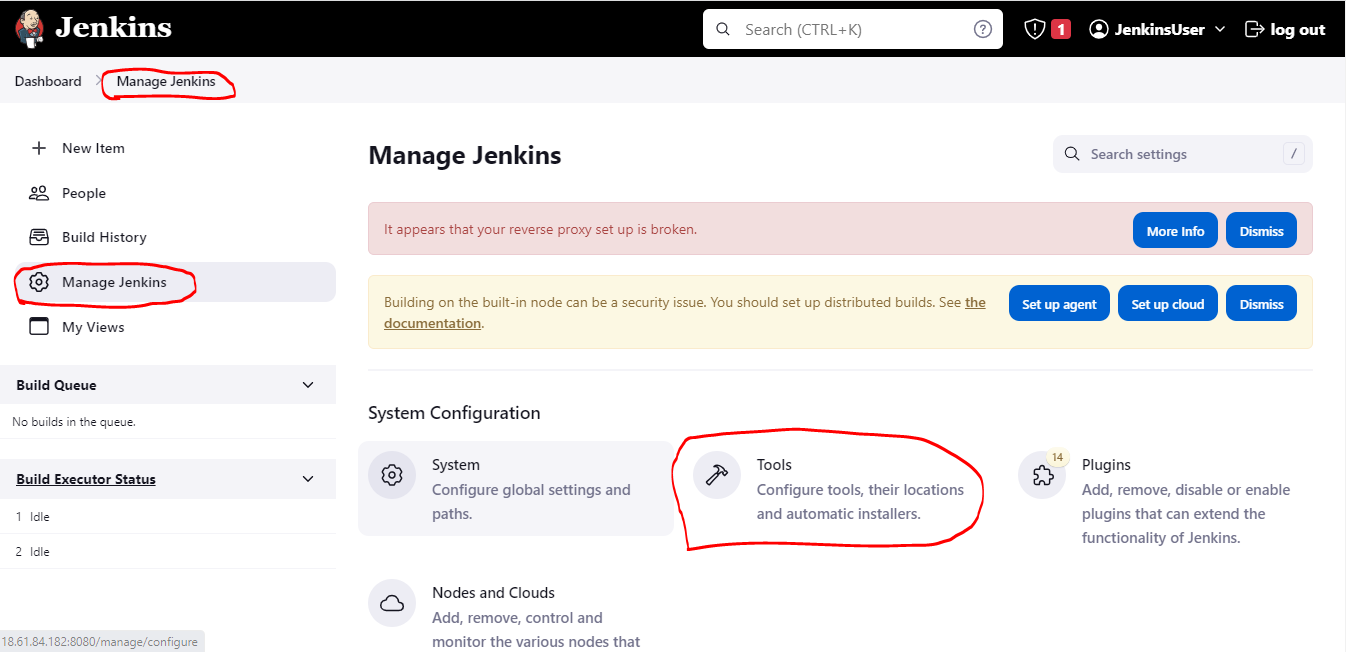 Jenkins
Search (CTRL+K)
?
1
JenkinsUser
log out
Dashboard
Manage Jenkins
New Item
People
Build History
Manage Jenkins
My Views
Build Queue
No builds in the queue.
Build Executor Status
1 Idle
2 Idle
Manage Jenkins
Search settings
/
It appears that your reverse proxy set up is broken.
More Info
Dismiss
Building on the built-in node can be a security issue. You should set up distributed builds. See the
documentation.
Set up agent
Set up cloud
Dismiss
System Configuration
System
Configure global settings and
paths.
Tools
Configure tools, their locations
and automatic installers.
14
Plugins
Add, remove, disable or enable
plugins that can extend the
functionality of Jenkins.
Nodes and Clouds
Add, remove, control and
monitor the various nodes that
18.61.84.182:8080/manage/configure